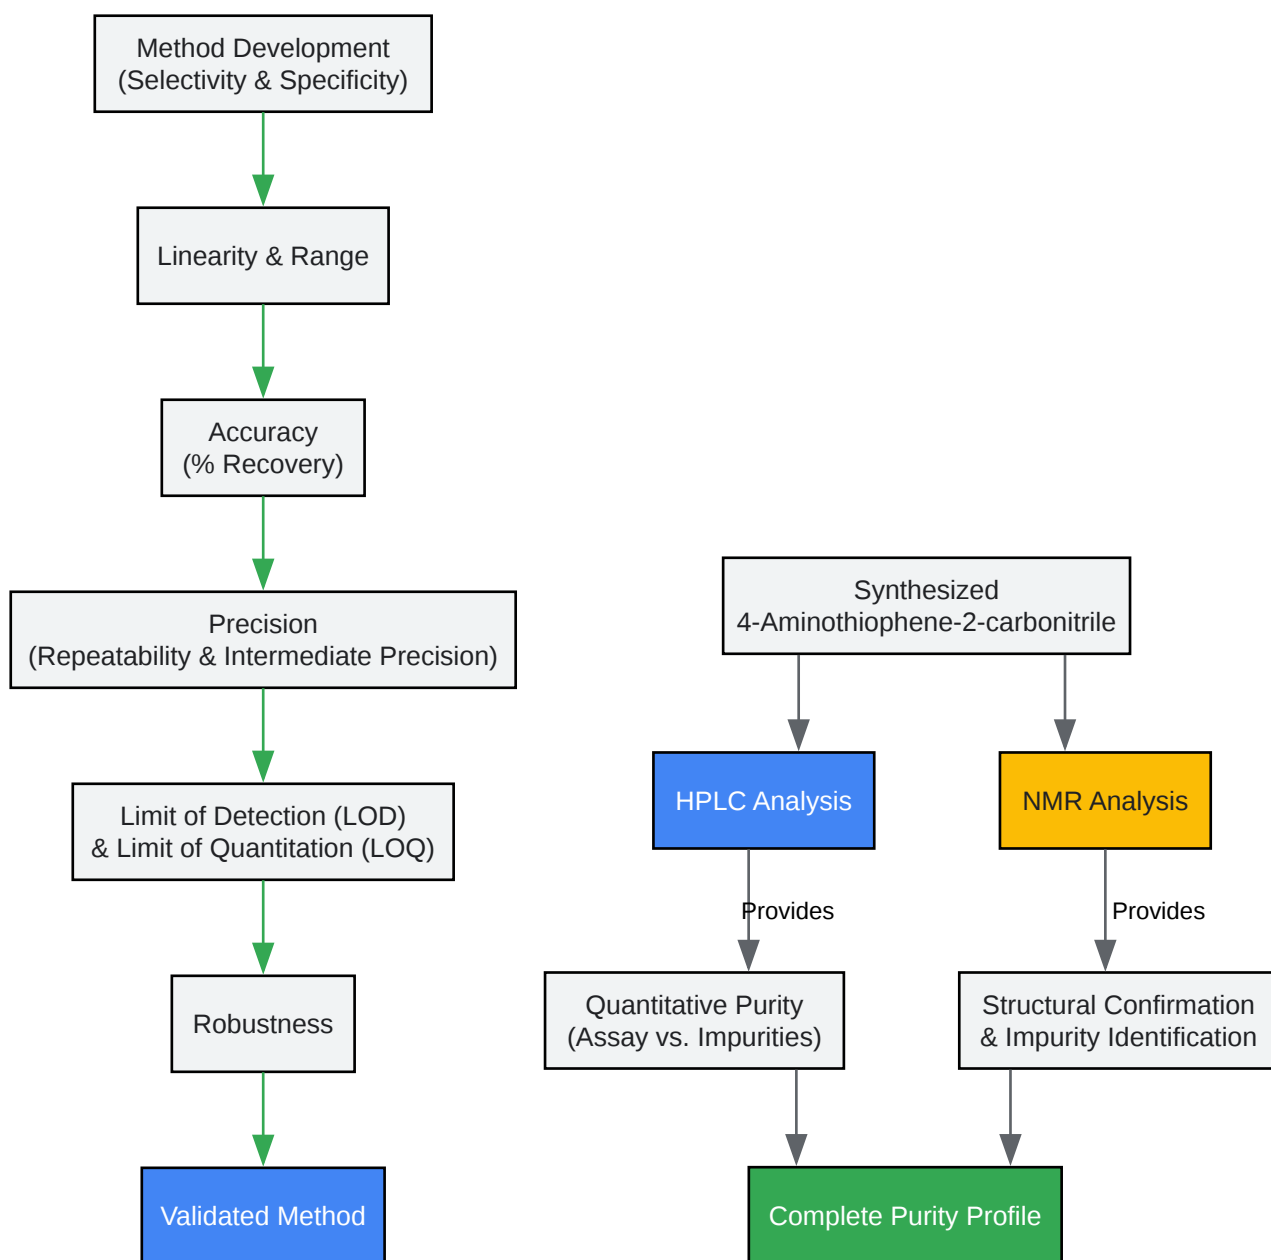 Method Development
(Selectivity & Specificity)
Linearity & Range
Accuracy
(% Recovery)
Precision
(Repeatability & Intermediate Precision)
Limit of Detection (LOD)
& Limit of Quantitation (LOQ)
Robustness
Validated Method
Synthesized
4-Aminothiophene-2-carbonitrile
HPLC Analysis
NMR Analysis
Provides
Provides
Quantitative Purity
(Assay vs. Impurities)
Structural Confirmation
& Impurity Identification
Complete Purity Profile